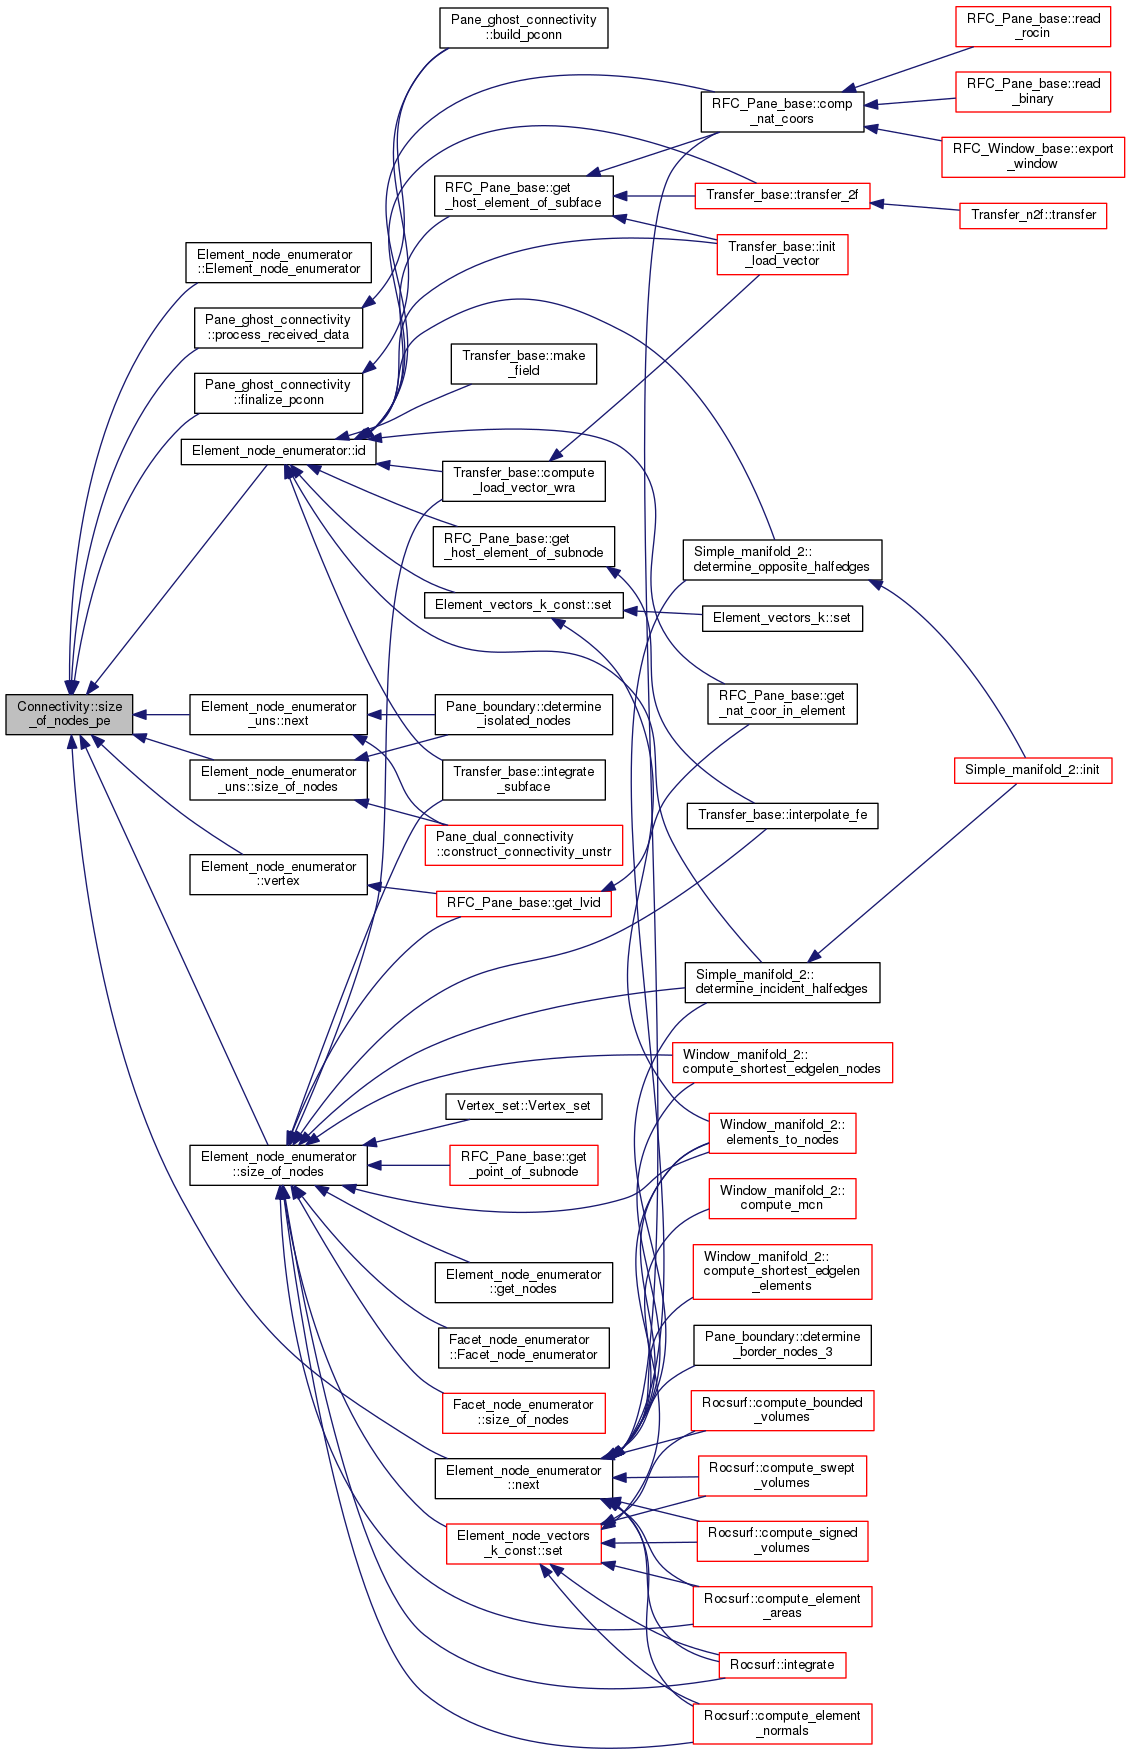 Pane_ghost_connectivity
::build_pconn
RFC_Pane_base::read
_rocin
RFC_Pane_base::comp
_nat_coors
RFC_Pane_base::read
_binary
RFC_Window_base::export
_window
RFC_Pane_base::get
_host_element_of_subface
Transfer_base::transfer_2f
Transfer_n2f::transfer
Element_node_enumerator
::Element_node_enumerator
Transfer_base::init
_load_vector
Pane_ghost_connectivity
::process_received_data
Transfer_base::make
_field
Pane_ghost_connectivity
::finalize_pconn
Element_node_enumerator::id
Transfer_base::compute
_load_vector_wra
RFC_Pane_base::get
_host_element_of_subnode
Simple_manifold_2::
determine_opposite_halfedges
Element_vectors_k_const::set
Element_vectors_k::set
Connectivity::size
_of_nodes_pe
Element_node_enumerator
_uns::next
Pane_boundary::determine
_isolated_nodes
RFC_Pane_base::get
_nat_coor_in_element
Element_node_enumerator
_uns::size_of_nodes
Transfer_base::integrate
_subface
Simple_manifold_2::init
Transfer_base::interpolate_fe
Pane_dual_connectivity
::construct_connectivity_unstr
Element_node_enumerator
::vertex
RFC_Pane_base::get_lvid
Simple_manifold_2::
determine_incident_halfedges
Window_manifold_2::
compute_shortest_edgelen_nodes
Vertex_set::Vertex_set
Window_manifold_2::
elements_to_nodes
Element_node_enumerator
::size_of_nodes
RFC_Pane_base::get
_point_of_subnode
Window_manifold_2::
compute_mcn
Element_node_enumerator
::get_nodes
Window_manifold_2::
compute_shortest_edgelen
_elements
Facet_node_enumerator
::Facet_node_enumerator
Pane_boundary::determine
_border_nodes_3
Facet_node_enumerator
::size_of_nodes
Rocsurf::compute_bounded
_volumes
Element_node_enumerator
::next
Rocsurf::compute_swept
_volumes
Element_node_vectors
_k_const::set
Rocsurf::compute_signed
_volumes
Rocsurf::compute_element
_areas
Rocsurf::integrate
Rocsurf::compute_element
_normals